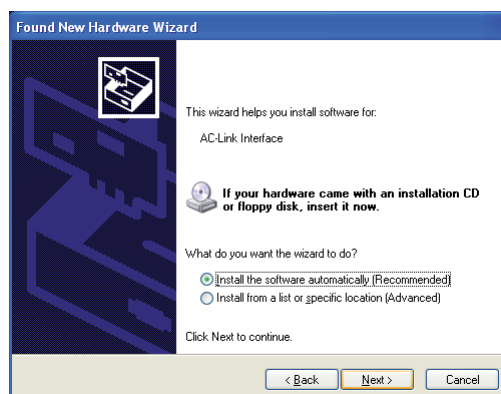 Found New Hardware Wizard
This wizard helps you install software for:
AC-Link Interface
If your hardware came with an installation CD
or floppy disk, insert it now.
What do you want the wizard to do?
Install the software automatically (Recommended)
Install from a list or specific location (Advanced)
Click Next to continue.
< Back
Next >
Cancel